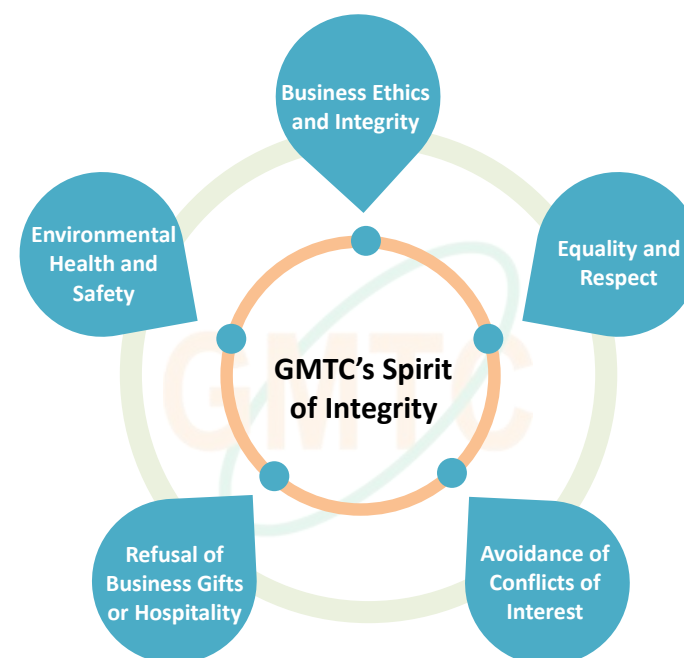 Business Ethics
and Integrity
Environmental
Health and
Safety
Equality and
Respect
GMTC
GMTC's Spirit
of Integrity
Refusal of
Business Gifts
or Hospitality
Avoidance of
Conflicts of
Interest